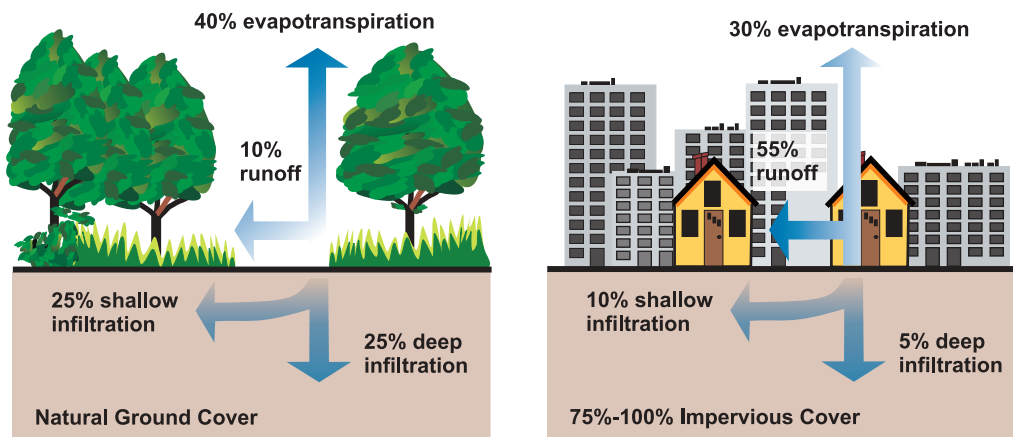 40% evapotranspiration
10%
runoff
25% shallow
infiltration
25% deep
infiltration
Natural Ground Cover
30% evapotranspiration
55%
runoff
10% shallow
infiltration
5% deep
infiltration
75%-100% Impervious Cover